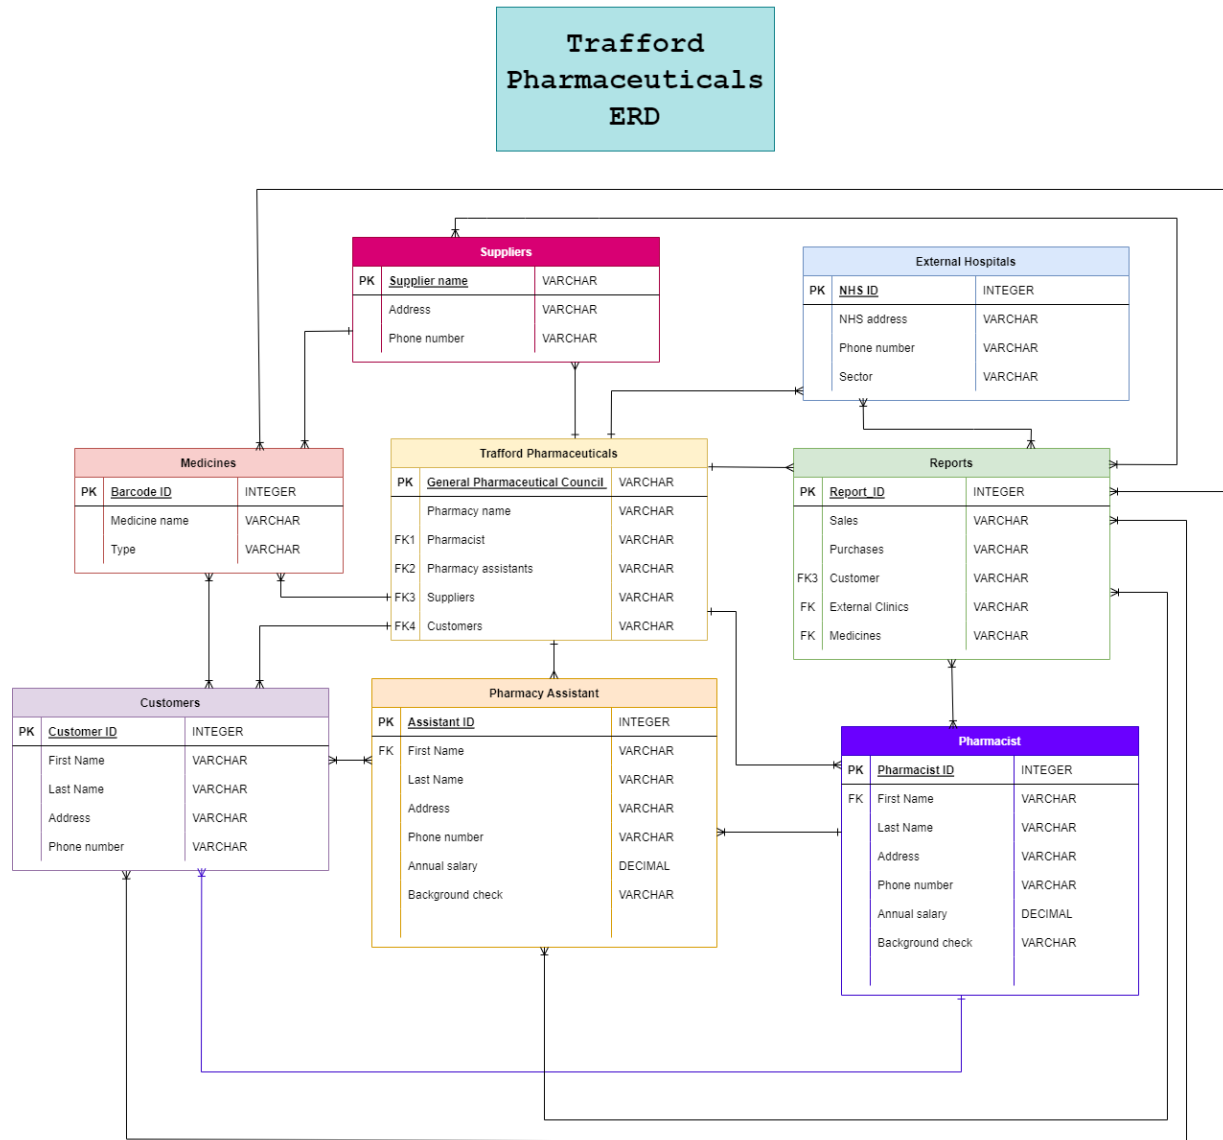 Trafford
Pharmaceuticals
ERD
Suppliers
PK Supplier name VARCHAR
Address VARCHAR
Phone number VARCHAR
External Hospitals
PK NHS ID INTEGER
NHS address VARCHAR
Phone number VARCHAR
Sector VARCHAR
Medicines
PK Barcode ID INTEGER
Medicine name VARCHAR
Type VARCHAR
Trafford Pharmaceuticals
PK General Pharmaceutical Council VARCHAR
Pharmacy name VARCHAR
FK1 Pharmacist VARCHAR
FK2 Pharmacy assistants VARCHAR
FK3 Suppliers VARCHAR
FK4 Customers VARCHAR
Reports
PK Report_ID INTEGER
Sales VARCHAR
Purchases VARCHAR
FK3 Customer VARCHAR
FK External Clinics VARCHAR
FK Medicines VARCHAR
Customers
PK Customer ID INTEGER
First Name VARCHAR
Last Name VARCHAR
Address VARCHAR
Phone number VARCHAR
Pharmacy Assistant
PK Assistant ID INTEGER
FK First Name VARCHAR
Last Name VARCHAR
Address VARCHAR
Phone number VARCHAR
Annual salary DECIMAL
Background check VARCHAR
Pharmacist
PK Pharmacist ID INTEGER
FK First Name VARCHAR
Last Name VARCHAR
Address VARCHAR
Phone number VARCHAR
Annual salary DECIMAL
Background check VARCHAR